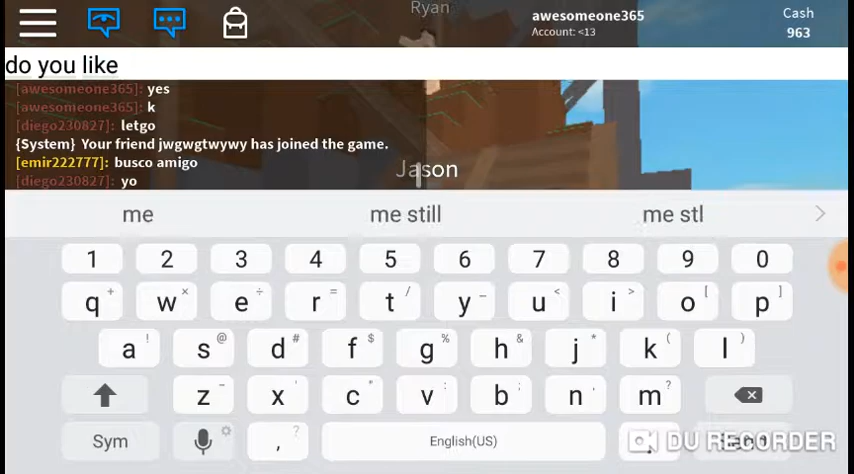 Ryan
awesomeone365
Account: <13
Cash
963
do you like
[awesomeone365]: yes
[awesomeone365]: k
[diego230827]: letgo
{System} Your friend jwgwgtwywy has joined the game.
[emir222777]: busco amigo
[diego230827]: yo
Jason
me me still me stl
1 2 3 4 5 6 7 8 9 0
q + w × e ÷ r = t / y _ u < i > o [ p ]
a ! s @ d # f $ g % h & j * k ( l )
z - x ' c " v : b ; n , m ?
Sym , ? English(US) .
DU RECORDER